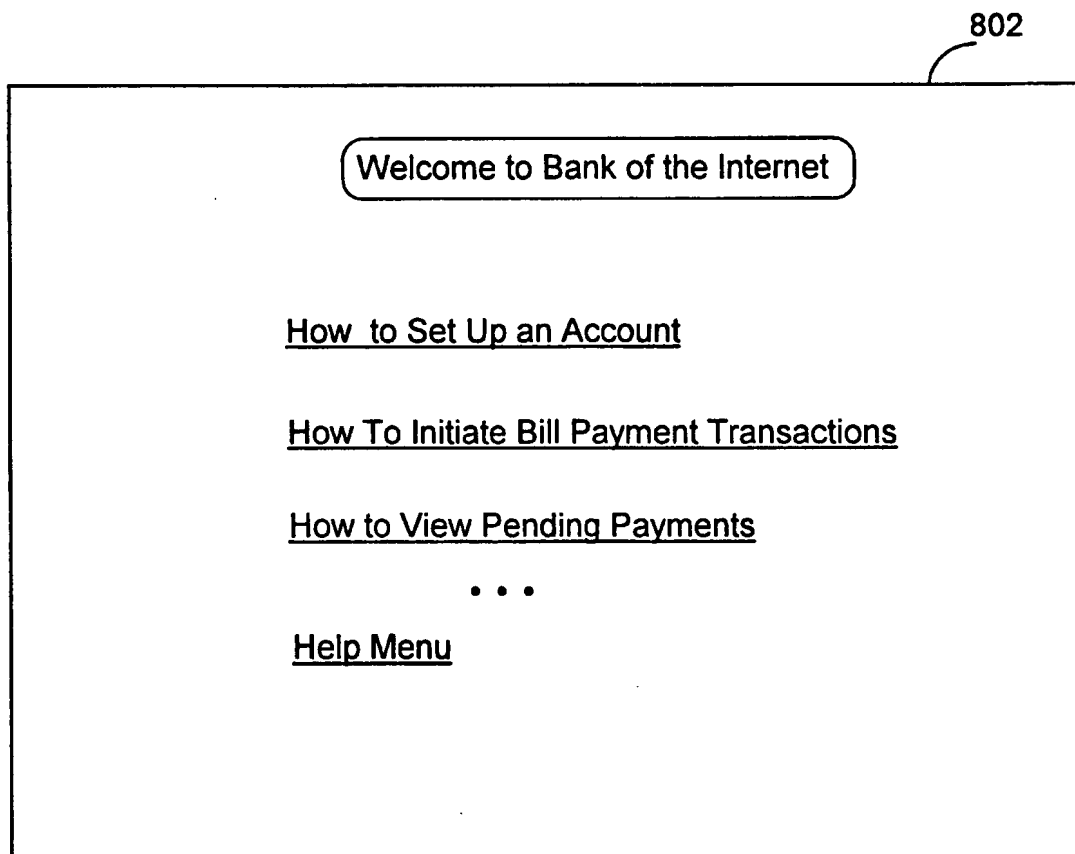 802
Welcome to Bank of the Internet
How to Set Up an Account
How To Initiate Bill Payment Transactions
How to View Pending Payments
• • •
Help Menu